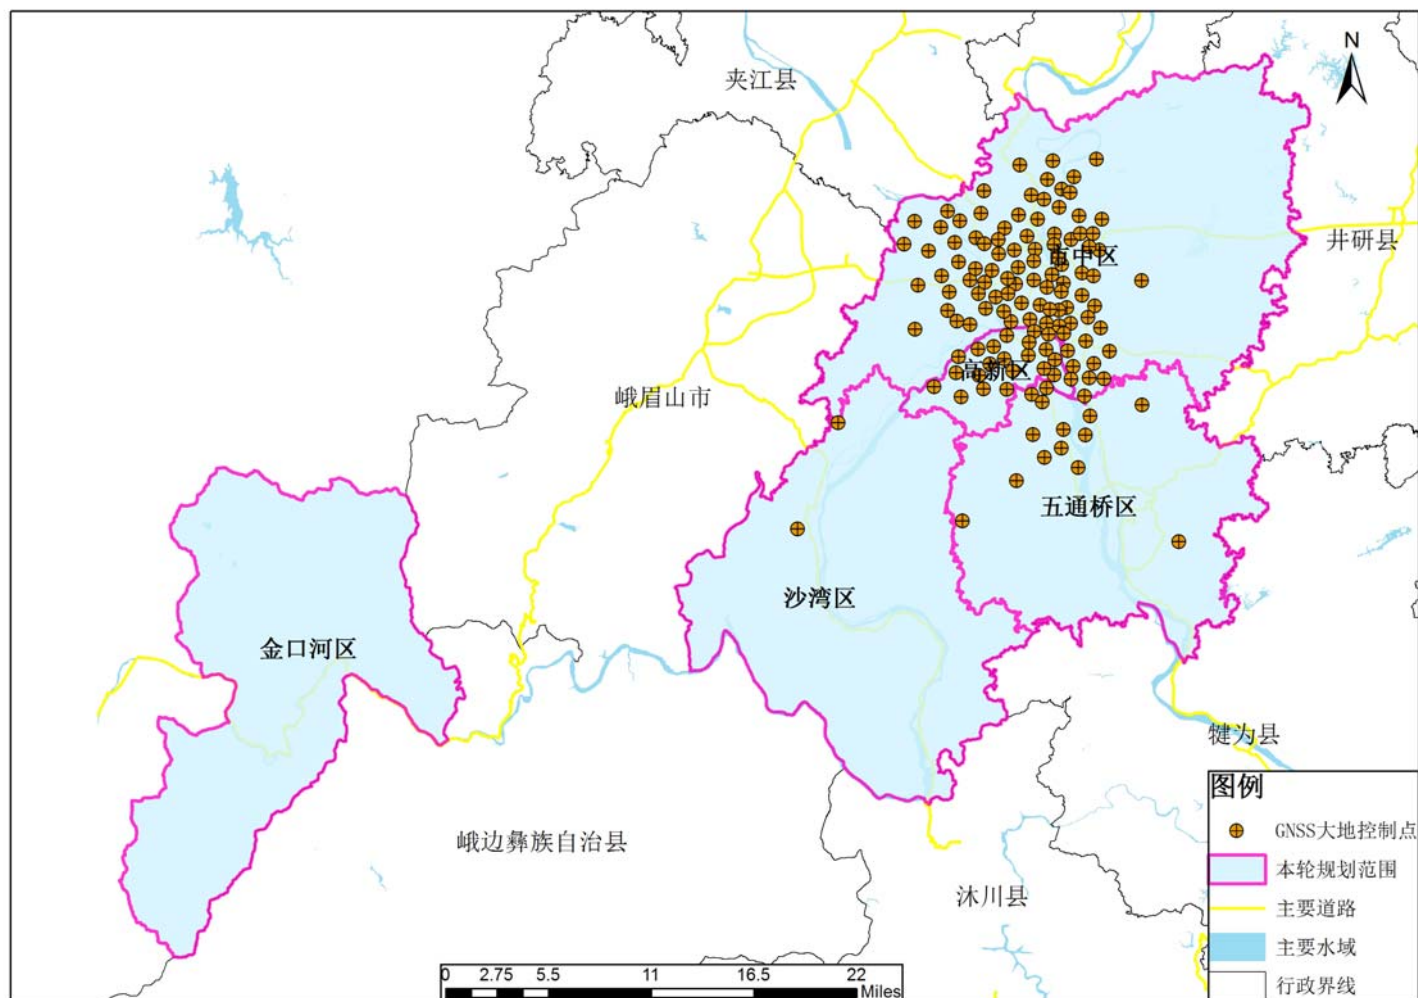 N
夹江县
井研县
市中区
高新区
峨眉山市
五通桥区
沙湾区
金口河区
犍为县
峨边彝族自治县
沐川县
图例
GNSS大地控制点
本轮规划范围
主要道路
主要水域
行政界线
0 2.75 5.5 11 16.5 22
Miles